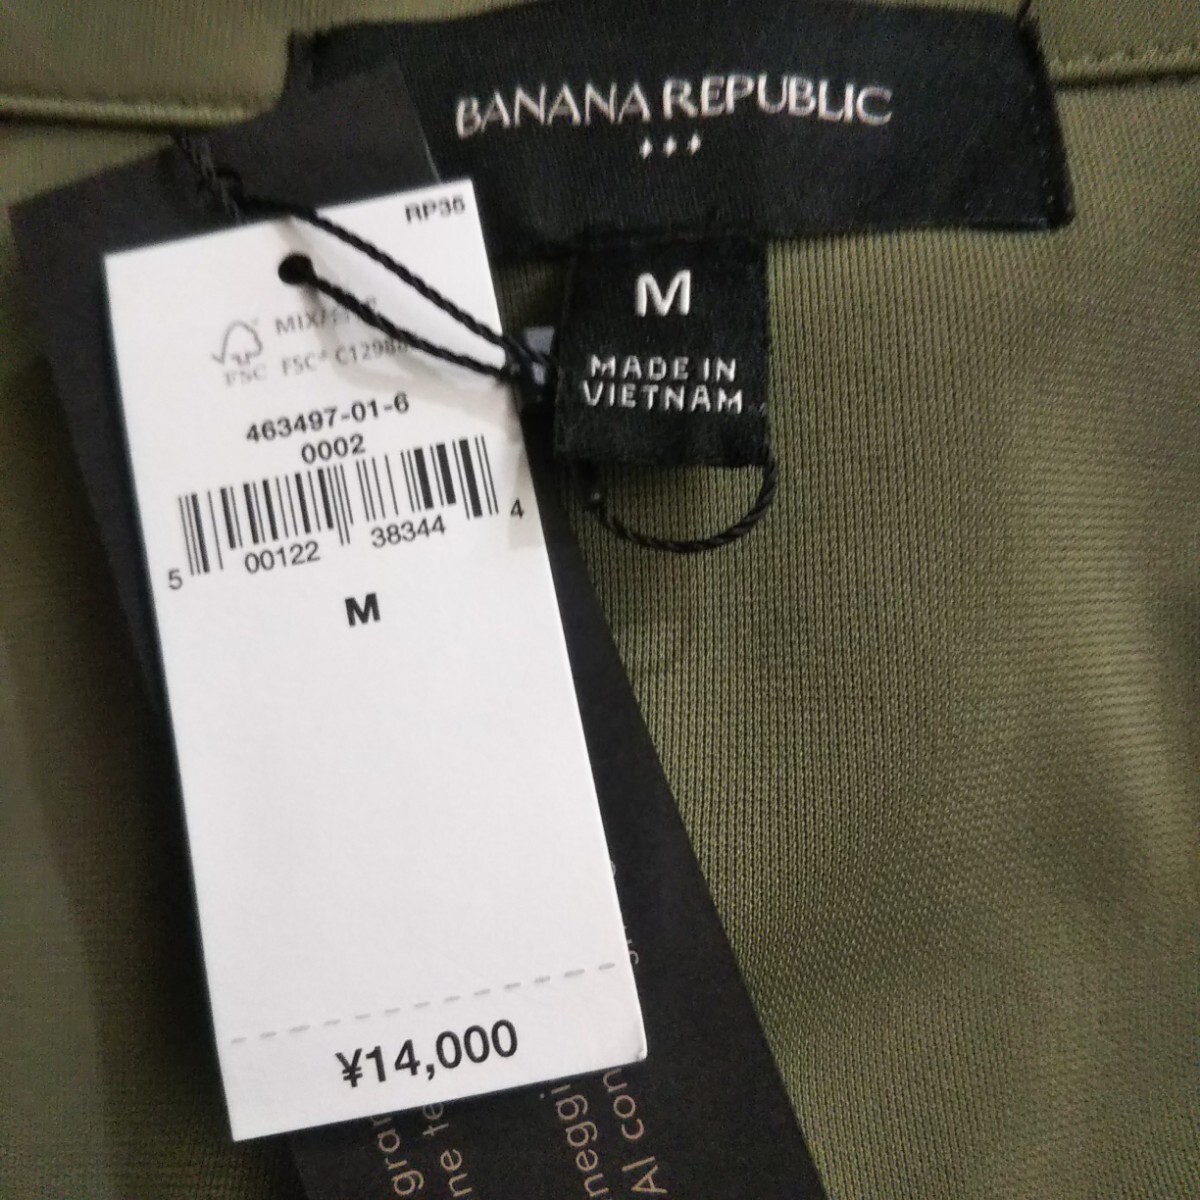 BANANA REPUBLIC
M
MADE IN
VIETNAM
RP35
FSC
463497-01-6
0002
5 00122 38344 4
M
¥14,000